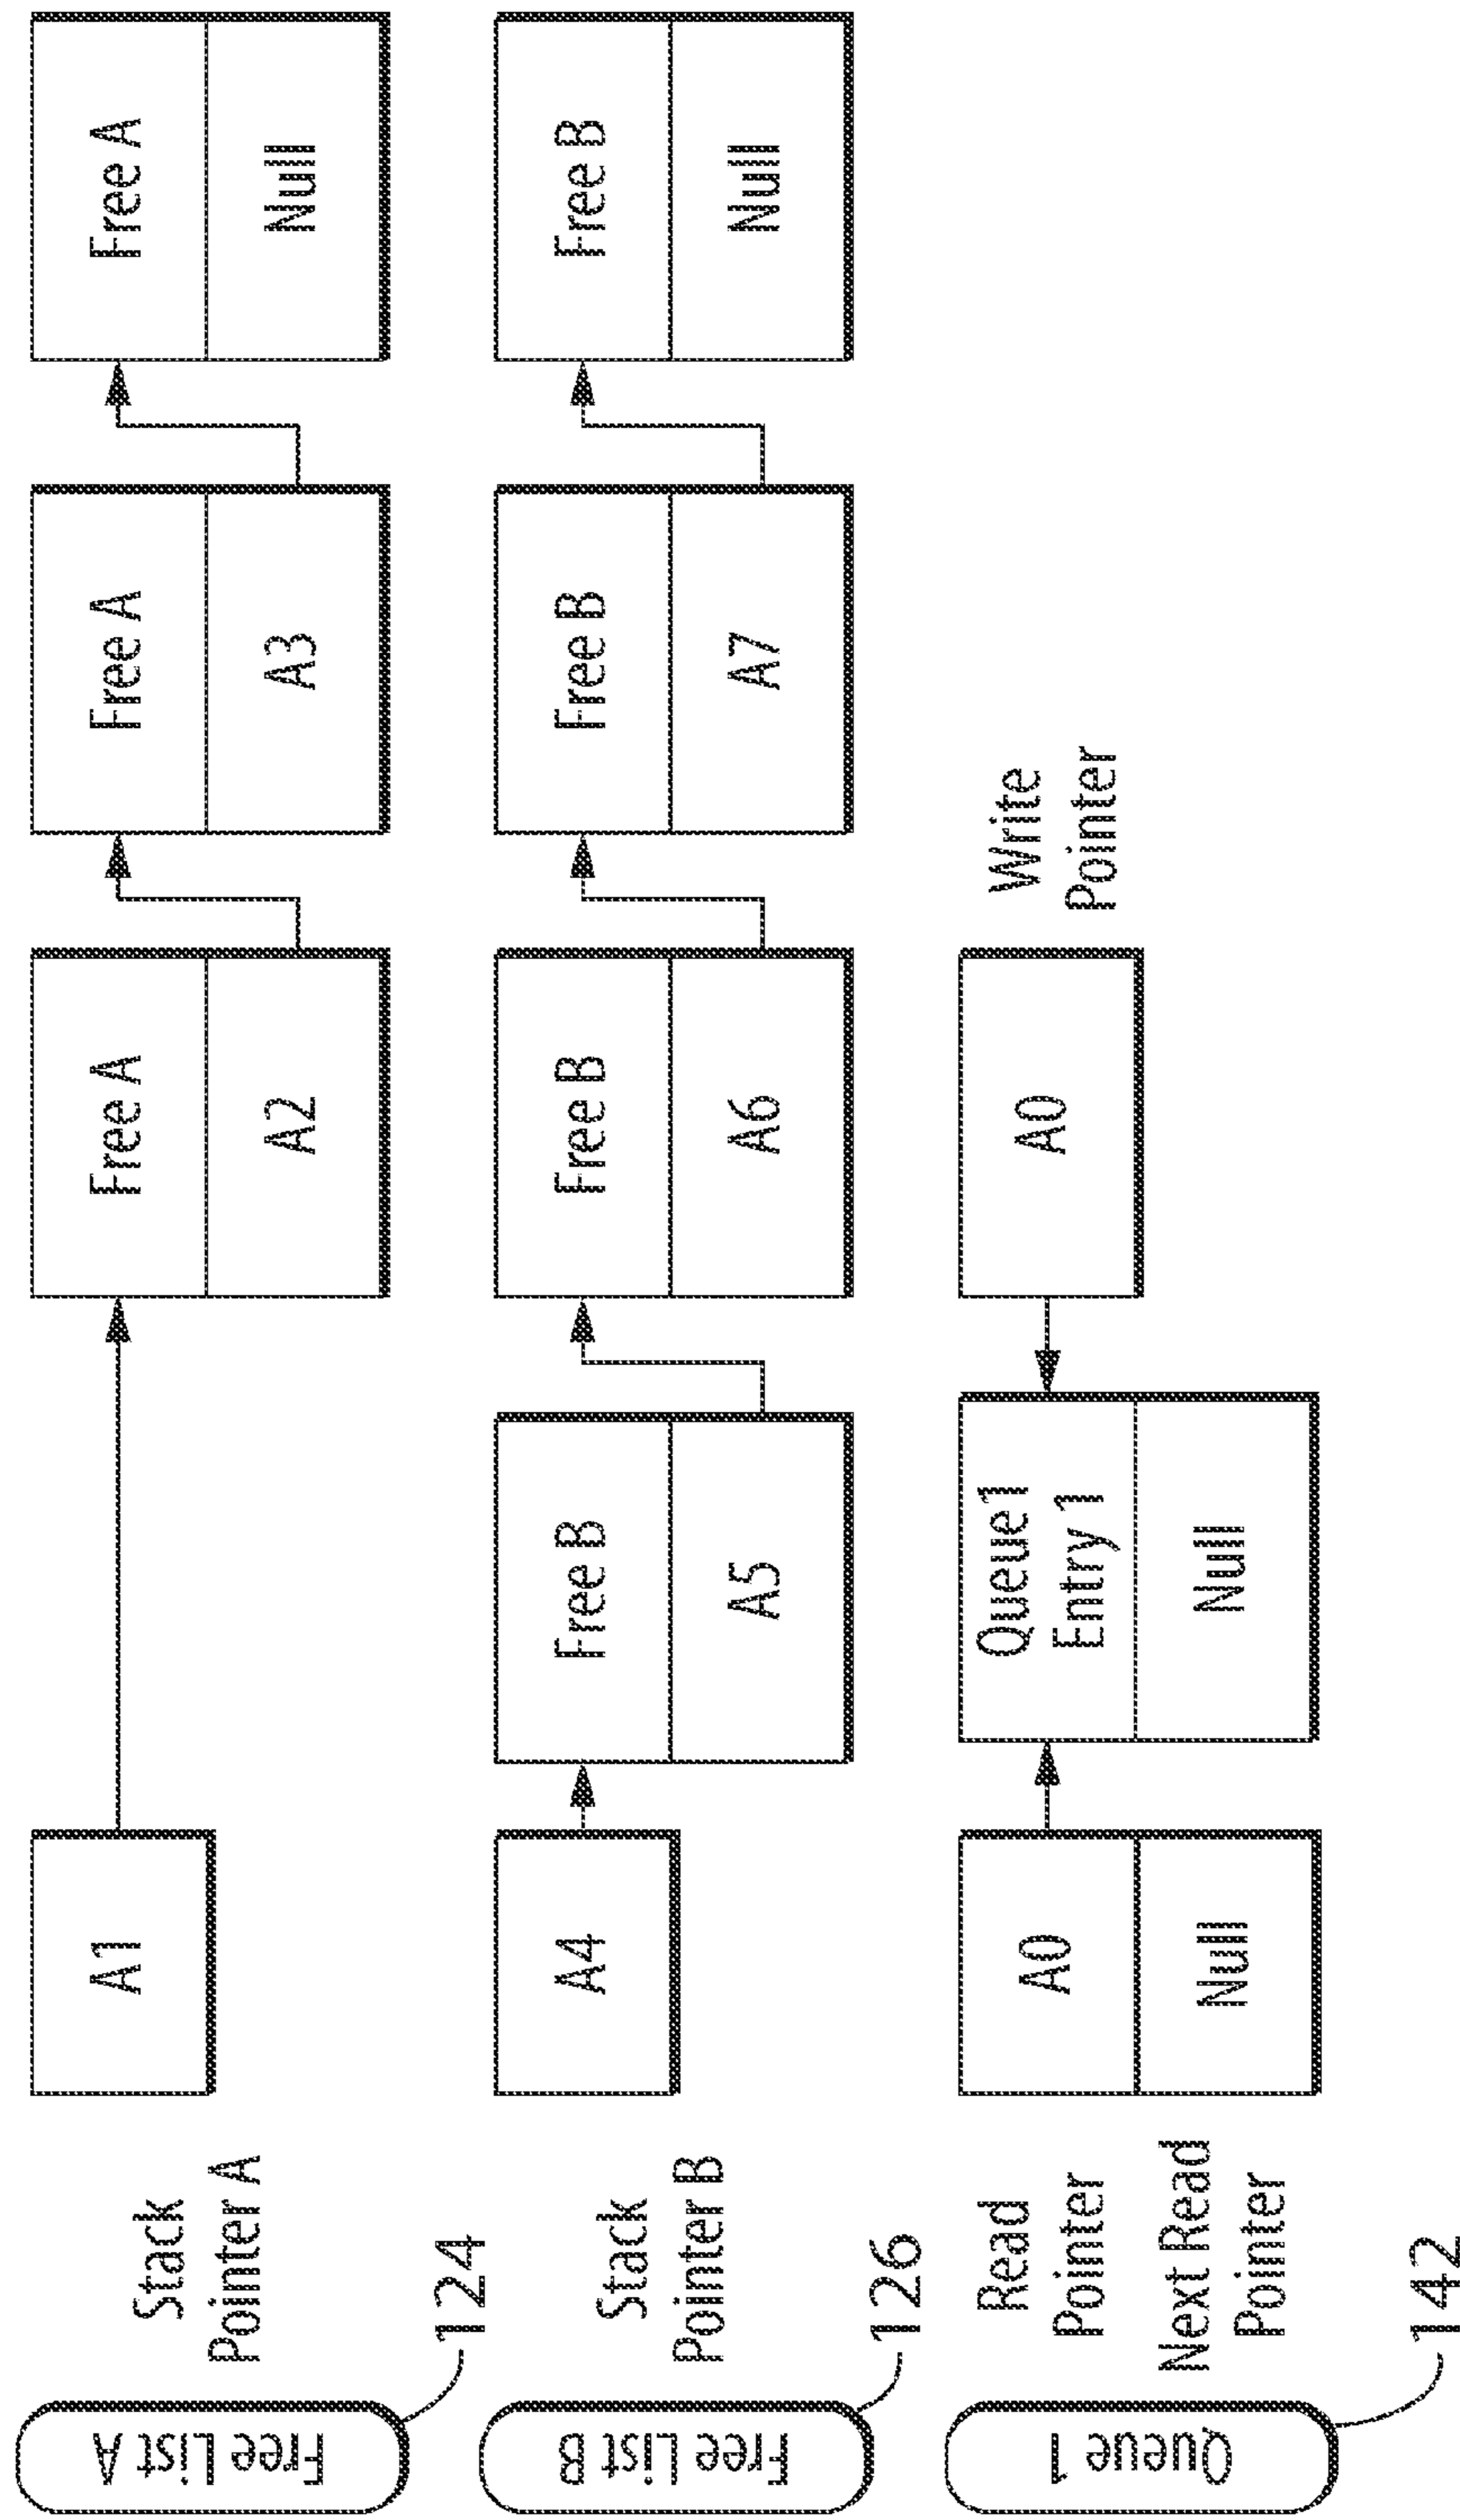 Free List A
124
Stack
Pointer A
A1
Free A
A2
Free A
A3
Free A
Null
Free List B
126
Stack
Pointer B
A4
Free B
A5
Free B
A6
Free B
A7
Free B
Null
Queue 1
142
Read
Pointer
Next Read
Pointer
A0
Null
Queue1
Entry 1
Null
A0
Write
Pointer